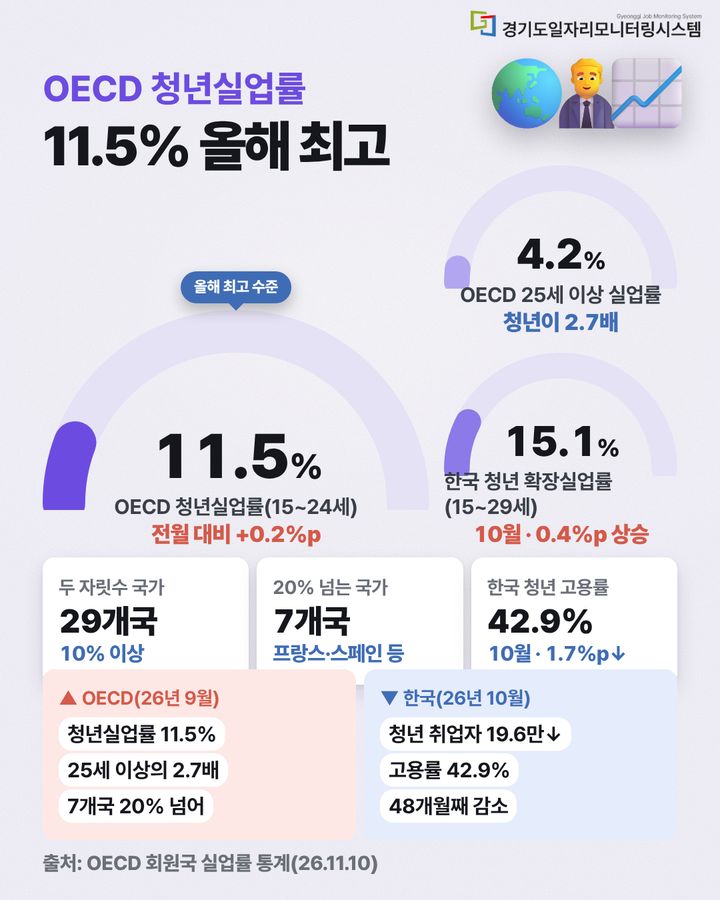 Gyeonggi Job Monitoring System
경기도일자리모니터링시스템
OECD 청년실업률
11.5% 올해 최고
4.2%
OECD 25세 이상 실업률
청년이 2.7배
올해 최고 수준
11.5%
OECD 청년실업률(15~24세)
전월 대비 +0.2%p
15.1%
한국 청년 확장실업률
(15~29세)
10월 · 0.4%p 상승
두 자릿수 국가
29개국
10% 이상
20% 넘는 국가
7개국
프랑스·스페인 등
한국 청년 고용률
42.9%
10월 · 1.7%p↓
▲ OECD(26년 9월)
청년실업률 11.5%
25세 이상의 2.7배
7개국 20% 넘어
▼ 한국(26년 10월)
청년 취업자 19.6만↓
고용률 42.9%
48개월째 감소
출처: OECD 회원국 실업률 통계(26.11.10)